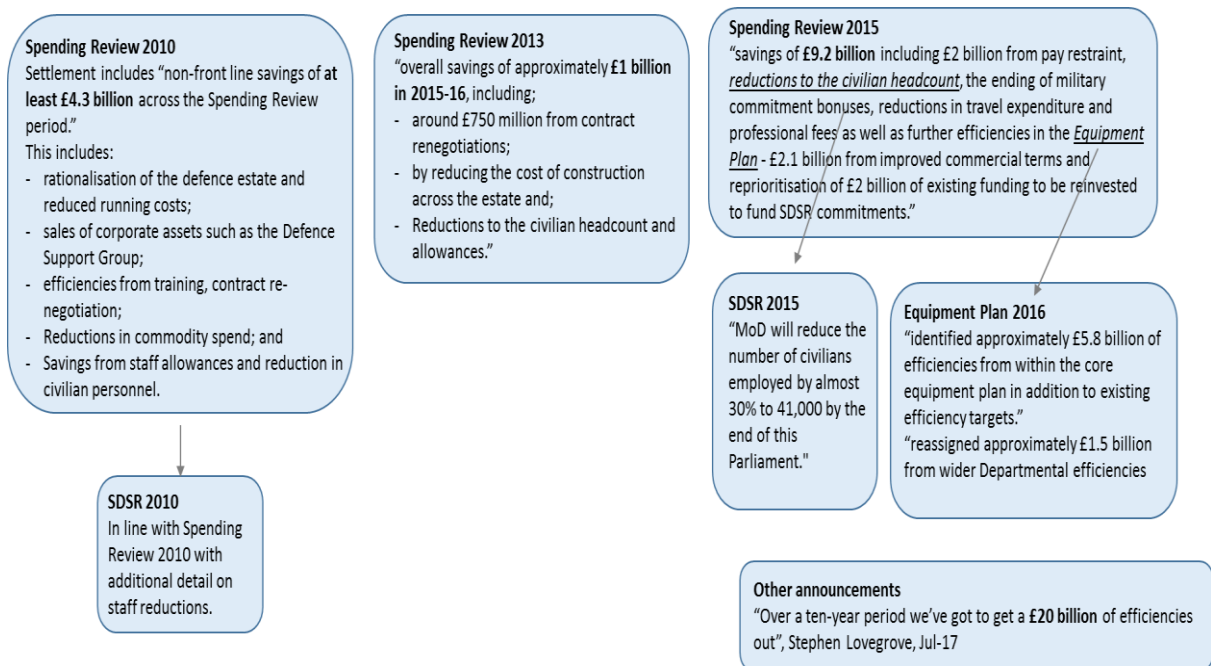 Spending Review 2010
Settlement includes “non-front line savings of at
least £4.3 billion across the Spending Review
period.”
This includes:
- rationalisation of the defence estate and
reduced running costs;
- sales of corporate assets such as the Defence
Support Group;
- efficiencies from training, contract re-
negotiation;
- Reductions in commodity spend; and
- Savings from staff allowances and reduction in
civilian personnel.
SDSR 2010
In line with Spending
Review 2010 with
additional detail on
staff reductions.
Spending Review 2013
“overall savings of approximately £1 billion
in 2015-16, including;
- around £750 million from contract
renegotiations;
- by reducing the cost of construction
across the estate and;
- Reductions to the civilian headcount and
allowances.”
Spending Review 2015
“savings of £9.2 billion including £2 billion from pay restraint,
reductions to the civilian headcount, the ending of military
commitment bonuses, reductions in travel expenditure and
professional fees as well as further efficiencies in the Equipment
Plan - £2.1 billion from improved commercial terms and
reprioritisation of £2 billion of existing funding to be reinvested
to fund SDSR commitments.”
SDSR 2015
“MoD will reduce the
number of civilians
employed by almost
30% to 41,000 by the
end of this
Parliament."
Equipment Plan 2016
“identified approximately £5.8 billion of
efficiencies from within the core
equipment plan in addition to existing
efficiency targets.”
“reassigned approximately £1.5 billion
from wider Departmental efficiencies
Other announcements
“Over a ten-year period we’ve got to get a £20 billion of efficiencies
out”, Stephen Lovegrove, Jul-17